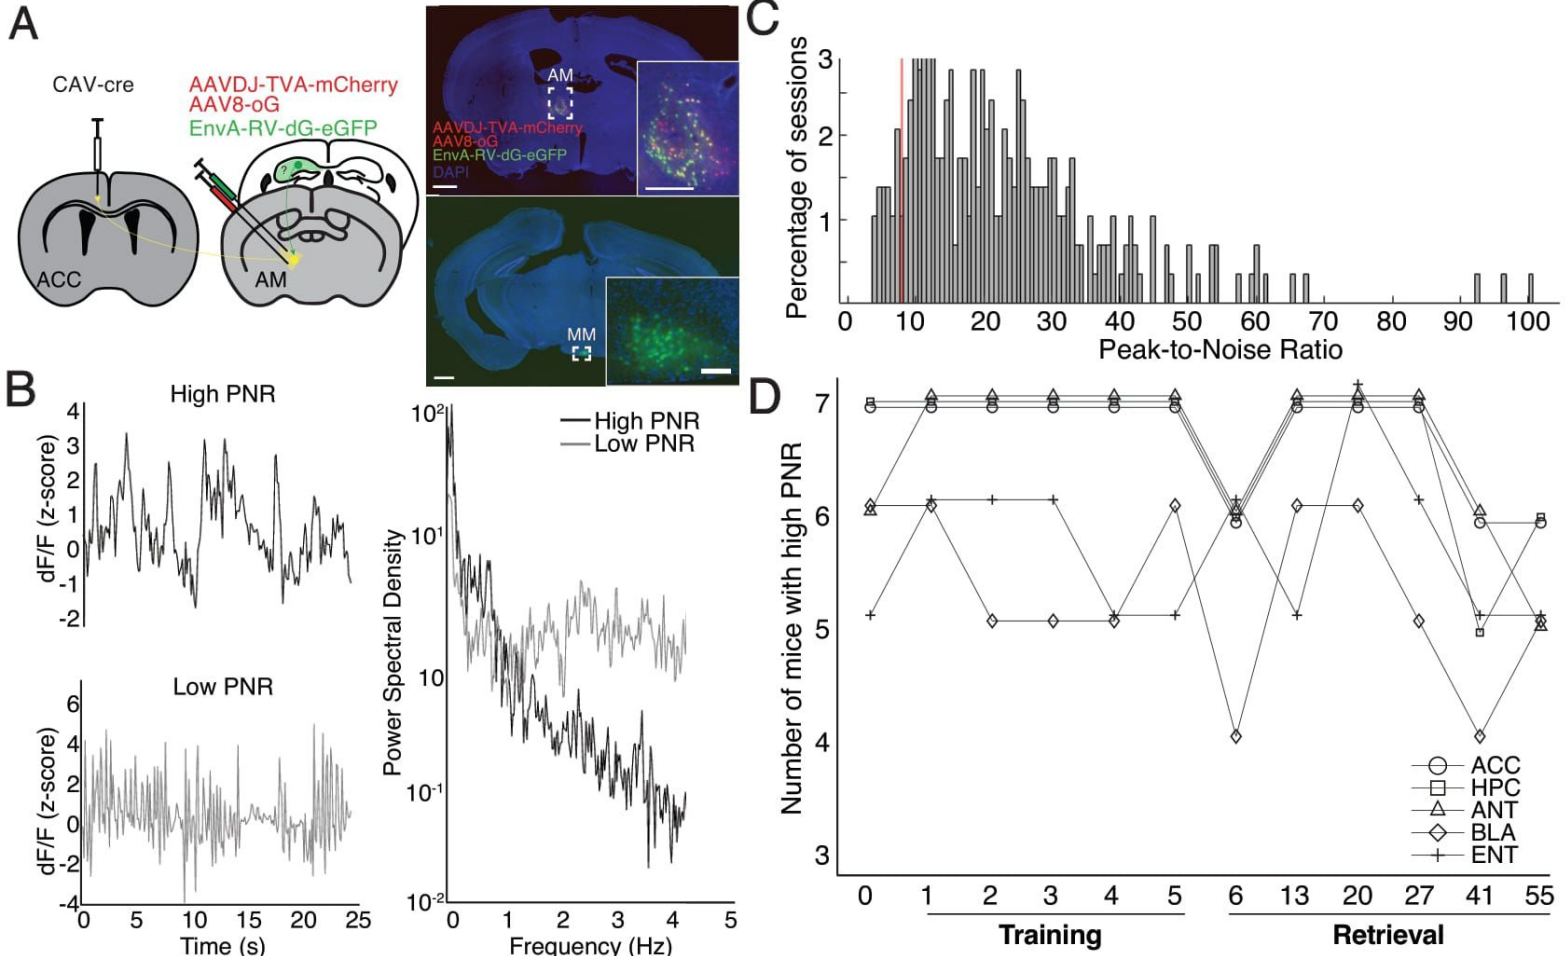 A
CAV-cre
AAVDJ-TVA-mCherry
AAV8-oG
EnvA-RV-dG-eGFP
?
ACC
AM
AM
AAVDJ-TVA-mCherry
AAV8-oG
EnvA-RV-dG-eGFP
DAPI
MM
B
High PNR
dF/F (z-score)
4
3
2
1
0
-1
-2
Low PNR
dF/F (z-score)
6
4
2
0
-2
-4
0 5 10 15 20 25
Time (s)
High PNR
Low PNR
Power Spectral Density
10²
10¹
10
10⁻¹
10⁻²
0 1 2 3 4 5
Frequency (Hz)
C
Percentage of sessions
3
2
1
0 10 20 30 40 50 60 70 80 90 100
Peak-to-Noise Ratio
D
Number of mice with high PNR
7
6
5
4
3
ACC
HPC
ANT
BLA
ENT
0 1 2 3 4 5 6 13 20 27 41 55
Training Retrieval